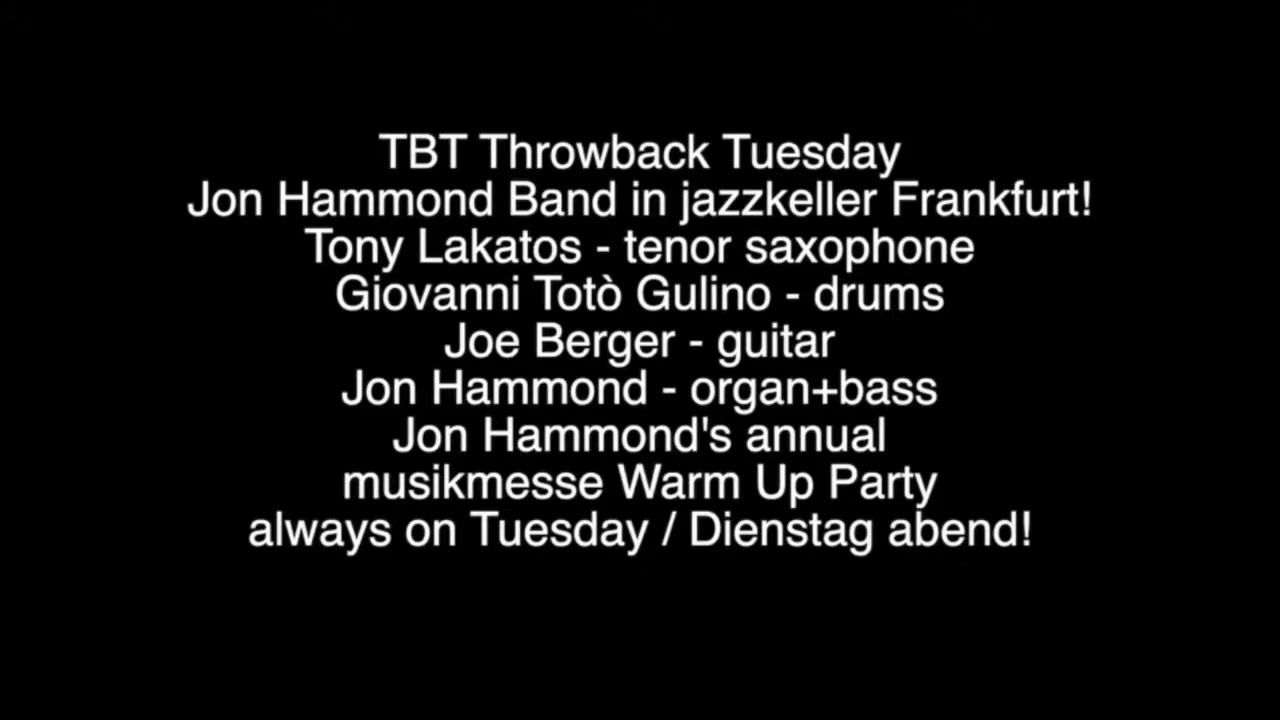 TBT Throwback Tuesday
Jon Hammond Band in jazzkeller Frankfurt!
Tony Lakatos - tenor saxophone
Giovanni Totò Gulino - drums
Joe Berger - guitar
Jon Hammond - organ+bass
Jon Hammond's annual
musikmesse Warm Up Party
always on Tuesday / Dienstag abend!